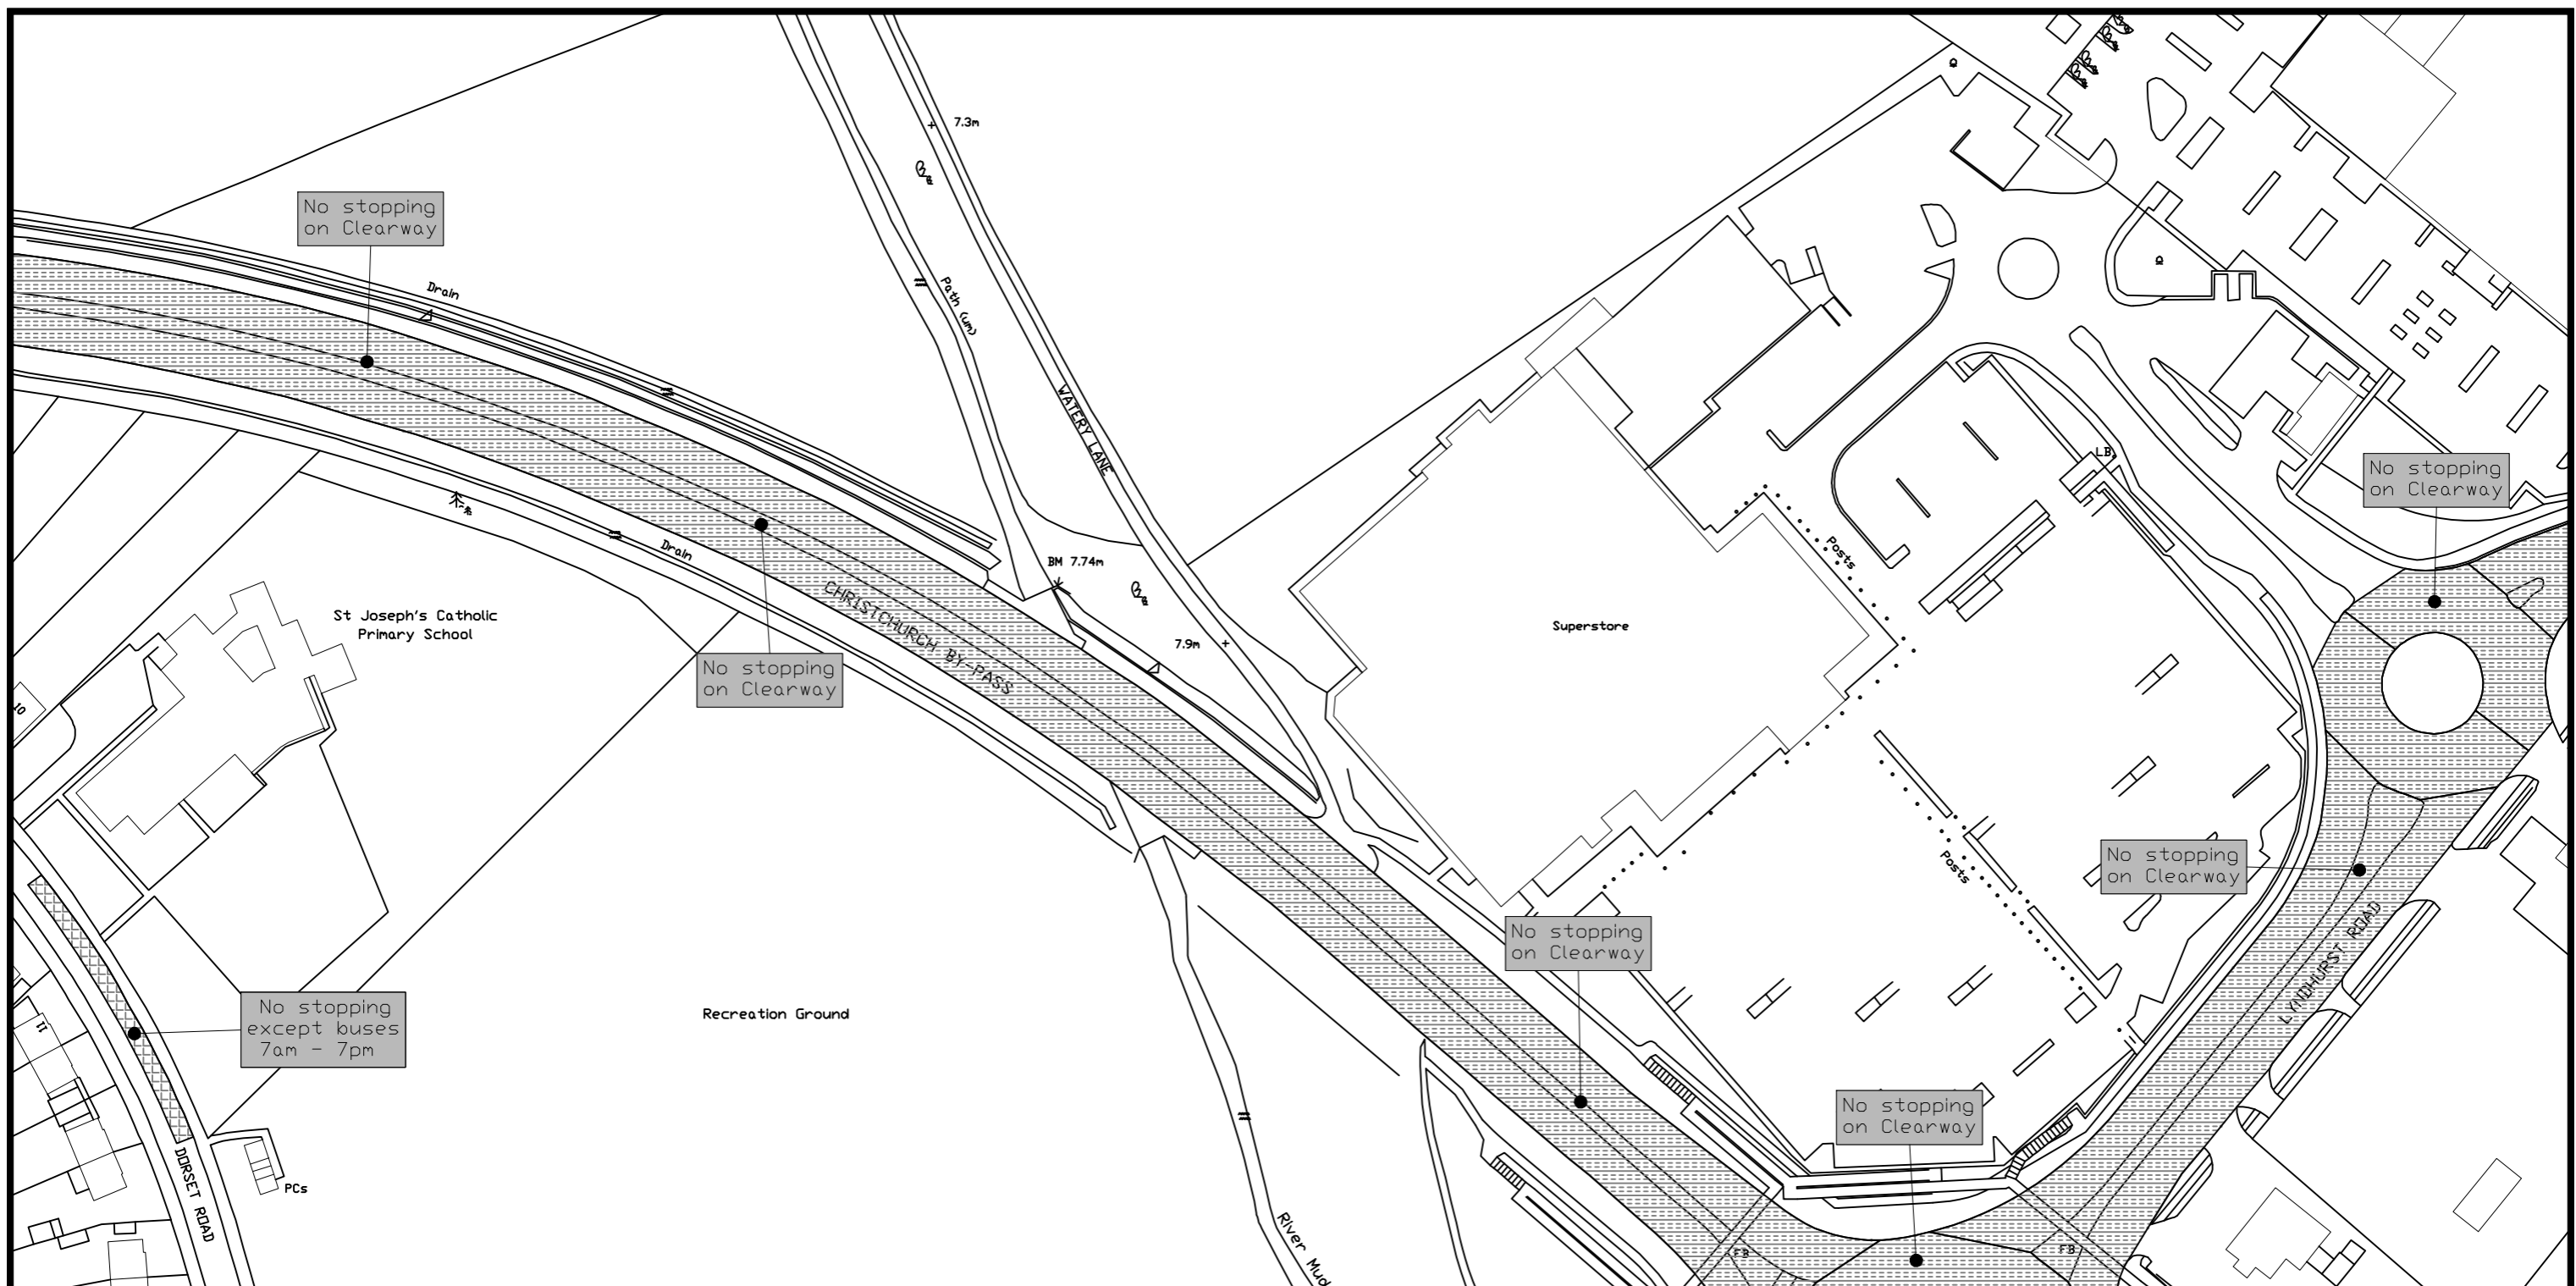 7.3m
No stopping
on Clearway
Drain
Path (um)
WATERY LANE
LB
No stopping
on Clearway
Posts
Drain
BM 7.74m
CHRISTCHURCH BY-PASS
St Joseph's Catholic
Primary School
Superstore
7.9m
No stopping
on Clearway
10
No stopping
on Clearway
Posts
LYNDHURST ROAD
No stopping
on Clearway
No stopping
except buses
7am - 7pm
11
Recreation Ground
No stopping
on Clearway
DORSET ROAD
PCs
River Mud
FB
FB